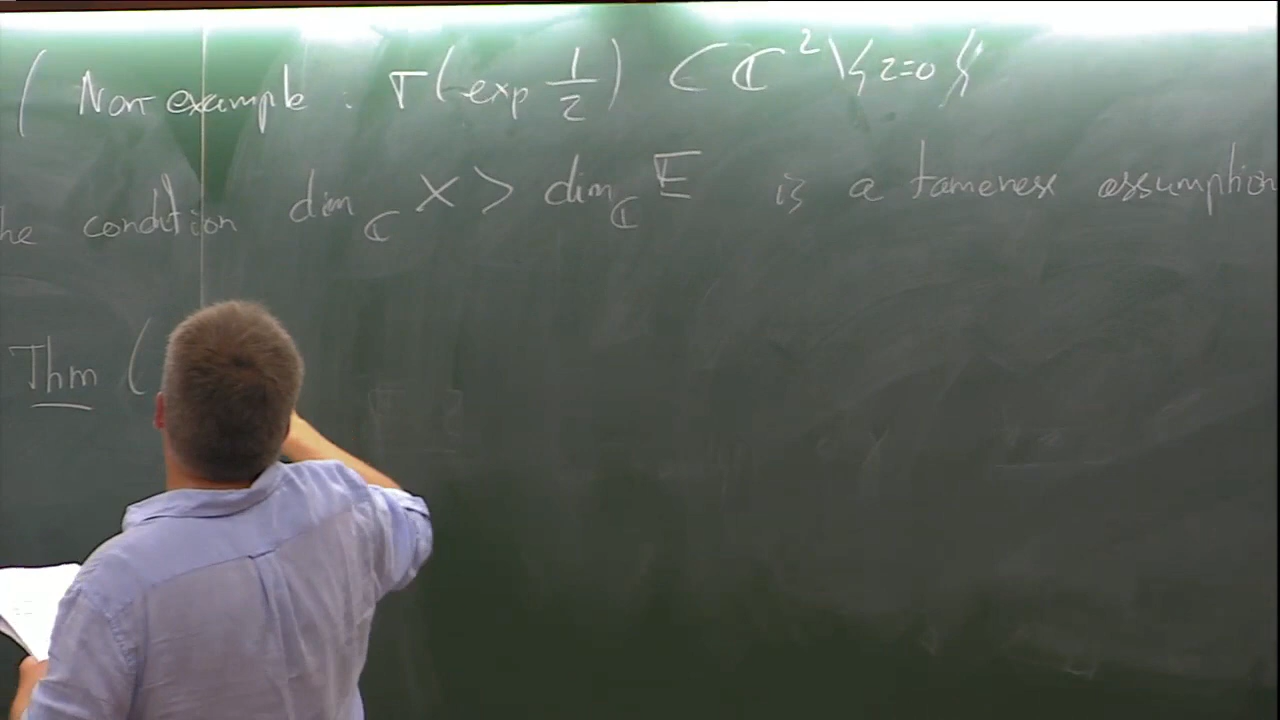 ( Non example : Γ(exp 1/z) ⊂ ℂ² \ {z=0}
he condition dim_ℂ X > dim_ℂ E is a tameness assumption
Thm (